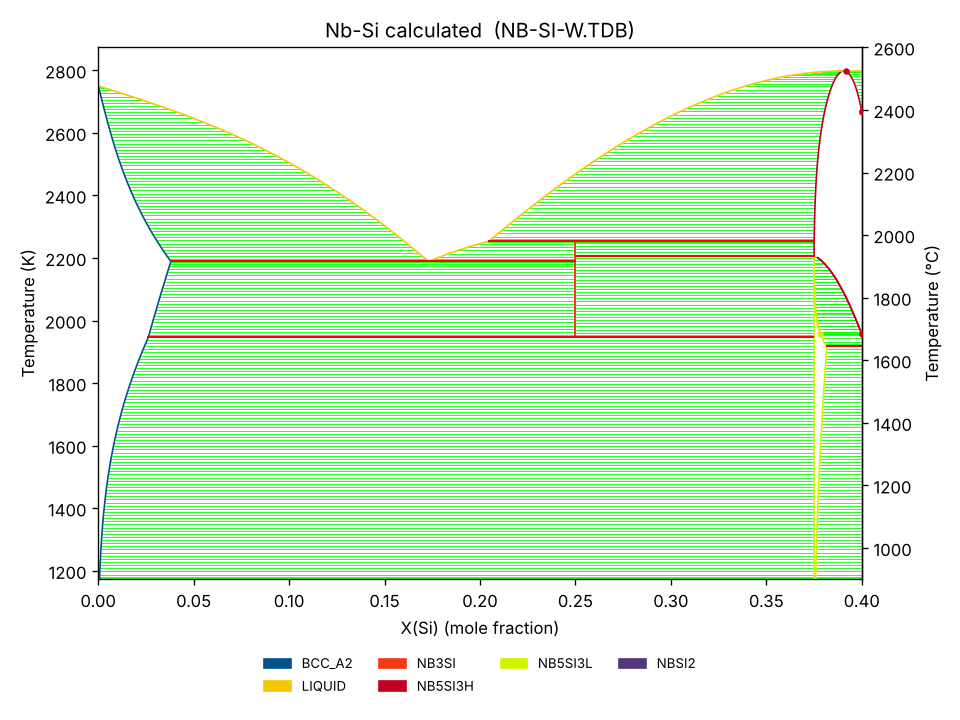 Nb-Si calculated  (NB-SI-W.TDB)
Temperature (K)
2800
2600
2400
2200
2000
1800
1600
1400
1200
2600
2400
2200
2000
1800
1600
1400
1200
1000
Temperature (°C)
0.00 0.05 0.10 0.15 0.20 0.25 0.30 0.35 0.40
X(Si) (mole fraction)
BCC_A2 NB3SI NB5SI3L NBSI2
LIQUID NB5SI3H